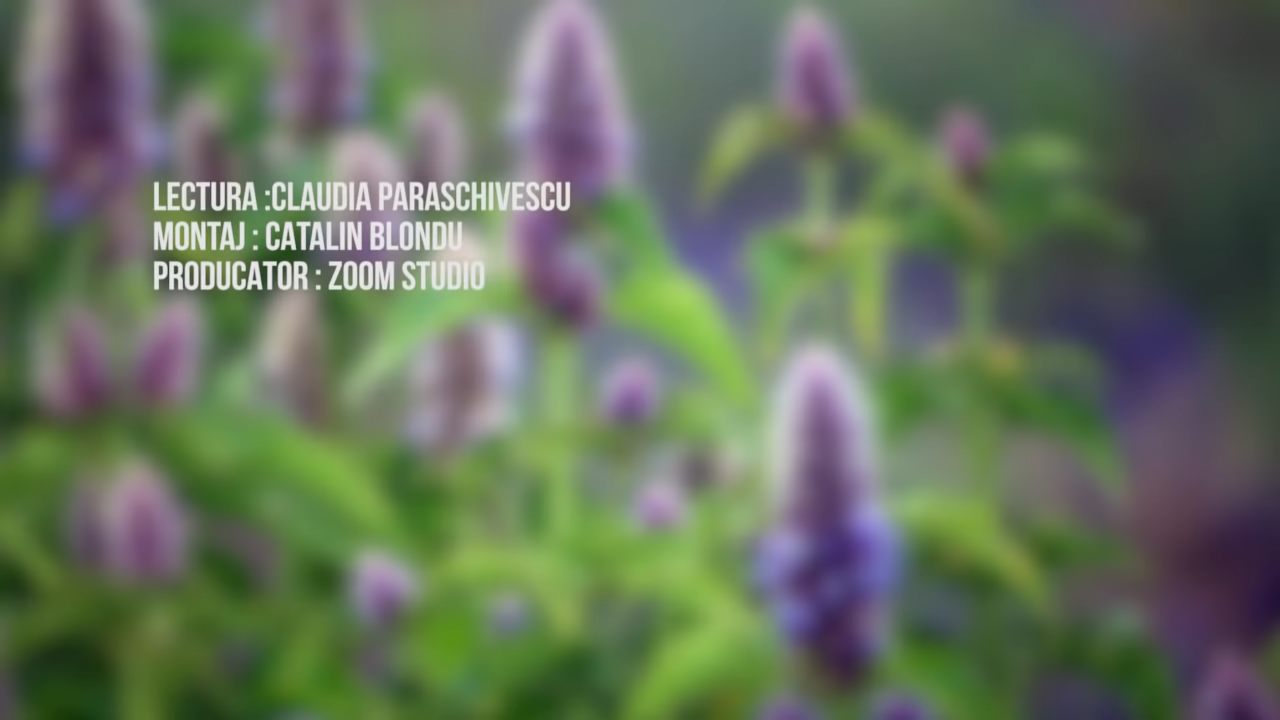 LECTURA :CLAUDIA PARASCHIVESCU
MONTAJ : CATALIN BLONDU
PRODUCATOR : ZOOM STUDIO